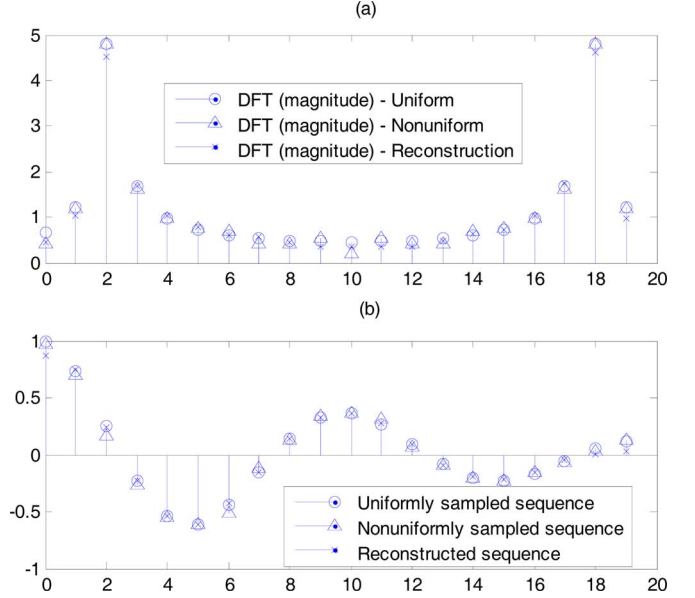 (a)
5
4
3
2
1
0
DFT (magnitude) - Uniform
DFT (magnitude) - Nonuniform
DFT (magnitude) - Reconstruction
0 2 4 6 8 10 12 14 16 18 20
(b)
1
0.5
0
-0.5
-1
Uniformly sampled sequence
Nonuniformly sampled sequence
Reconstructed sequence
0 2 4 6 8 10 12 14 16 18 20